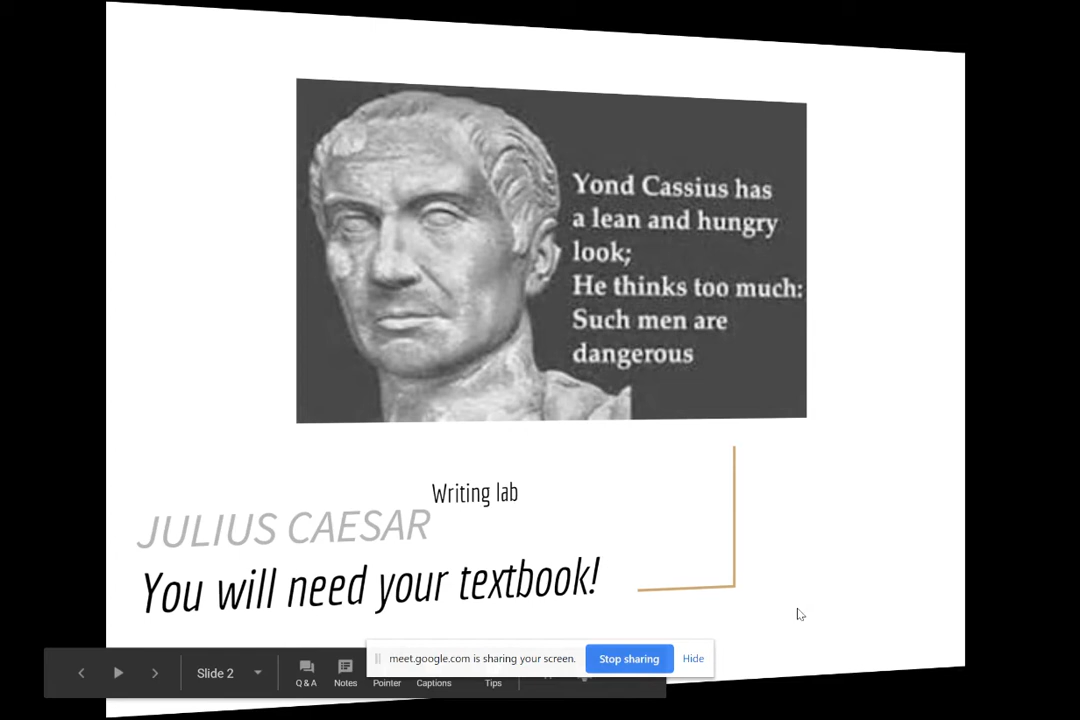 Yond Cassius has
a lean and hungry
look;
He thinks too much:
Such men are
dangerous
Writing lab
JULIUS CAESAR
You will need your textbook!
meet.google.com is sharing your screen.
Stop sharing
Hide
Slide 2
Q & A
Notes
Pointer
Captions
Tips